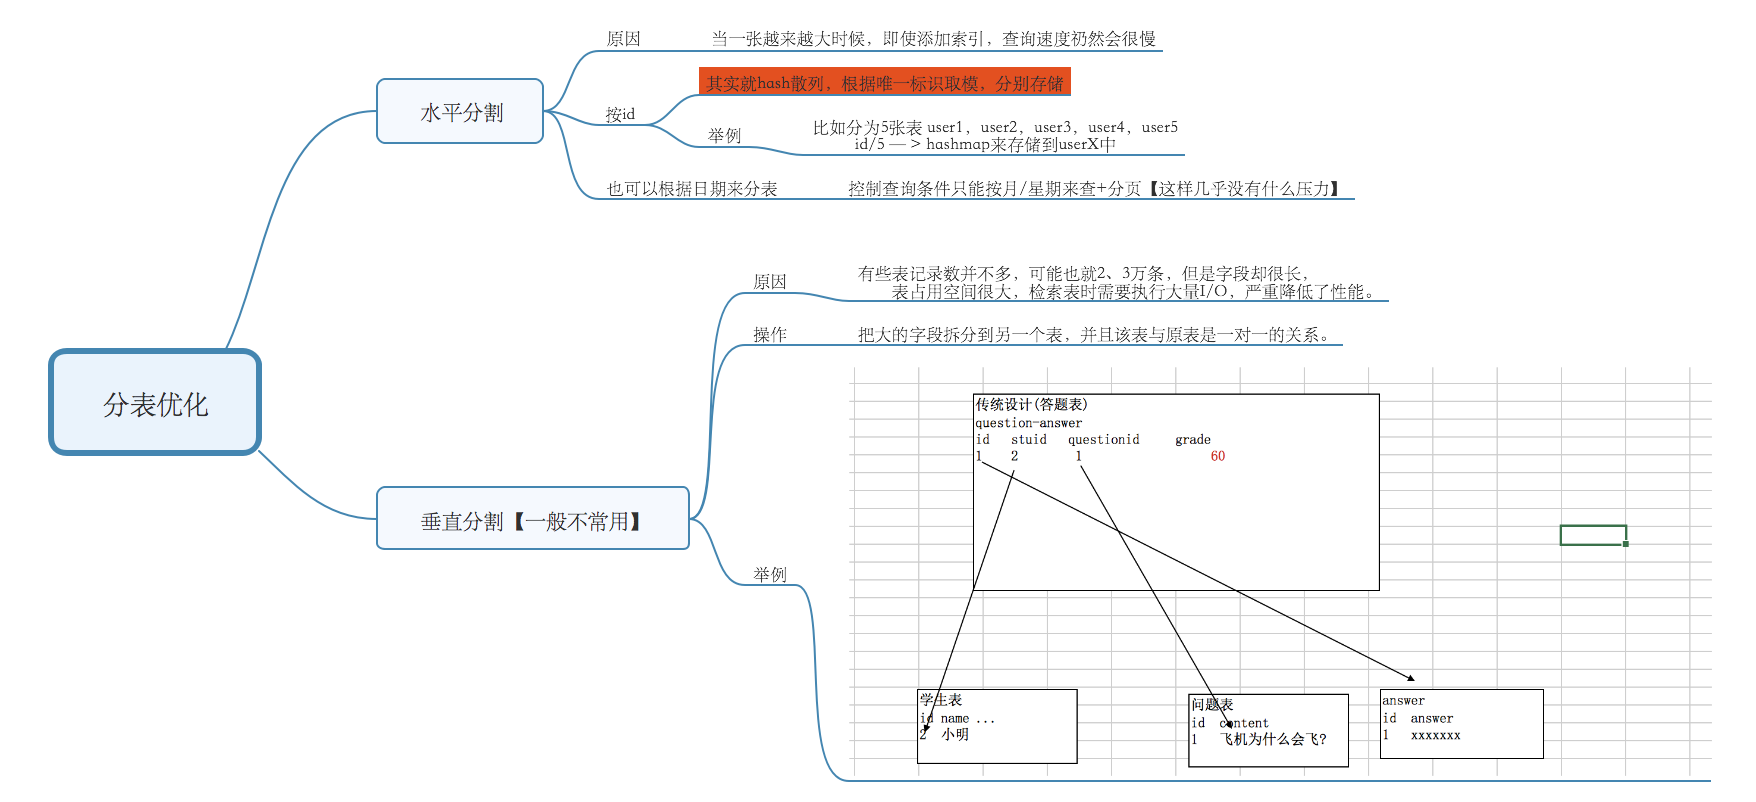 分表优化
水平分割
原因
当一张越来越大时候，即使添加索引，查询速度礽然会很慢
按id
其实就hash散列，根据唯一标识取模，分别存储
举例
比如分为5张表 user1，user2，user3，user4，user5
id/5 — > hashmap来存储到userX中
也可以根据日期来分表
控制查询条件只能按月/星期来查+分页【这样几乎没有什么压力】
垂直分割【一般不常用】
原因
有些表记录数并不多，可能也就2、3万条，但是字段却很长，
表占用空间很大，检索表时需要执行大量I/O，严重降低了性能。
操作
把大的字段拆分到另一个表，并且该表与原表是一对一的关系。
举例
传统设计(答题表)
question-answer
id stuid questionid grade
1 2 1 60
学生表
id name ...
2 小明
问题表
id content
1 飞机为什么会飞?
answer
id answer
1 xxxxxxx